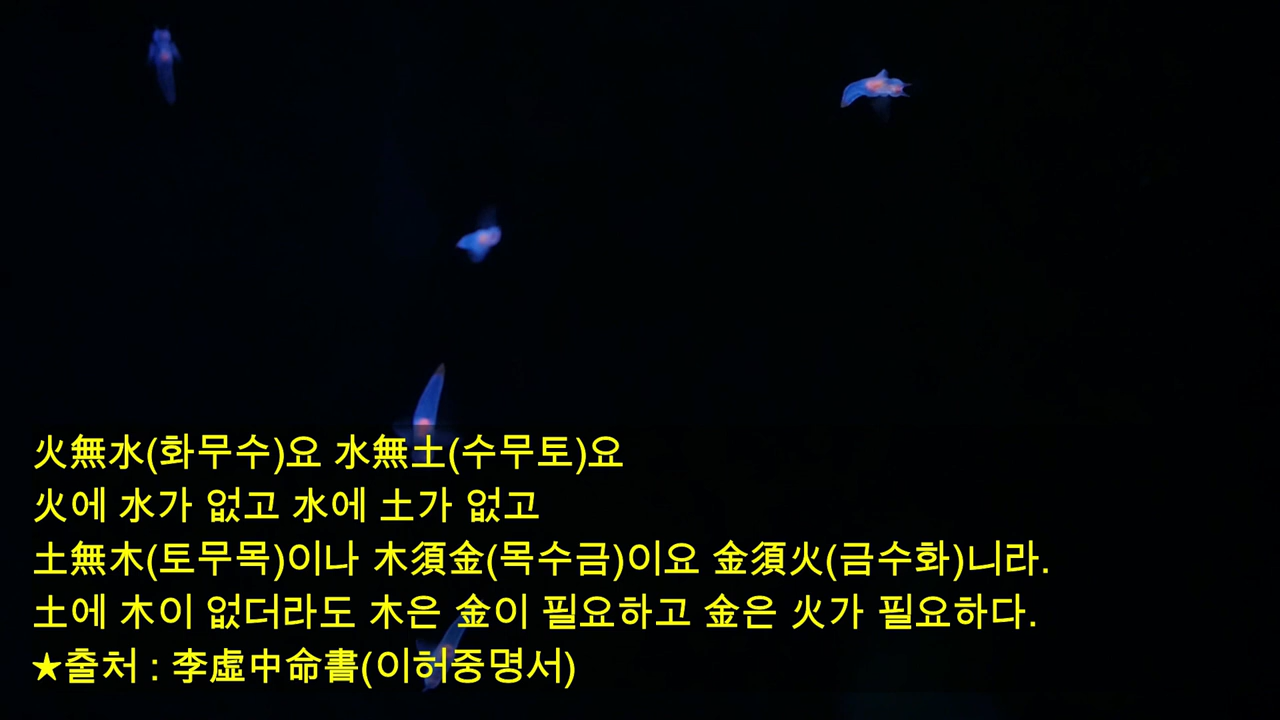 火無水(화무수)요 水無土(수무토)요
火에 水가 없고 水에 土가 없고
土無木(토무목)이나 木須金(목수금)이요 金須火(금수화)니라.
土에 木이 없더라도 木은 金이 필요하고 金은 火가 필요하다.
★출처 : 李虛中命書(이허중명서)